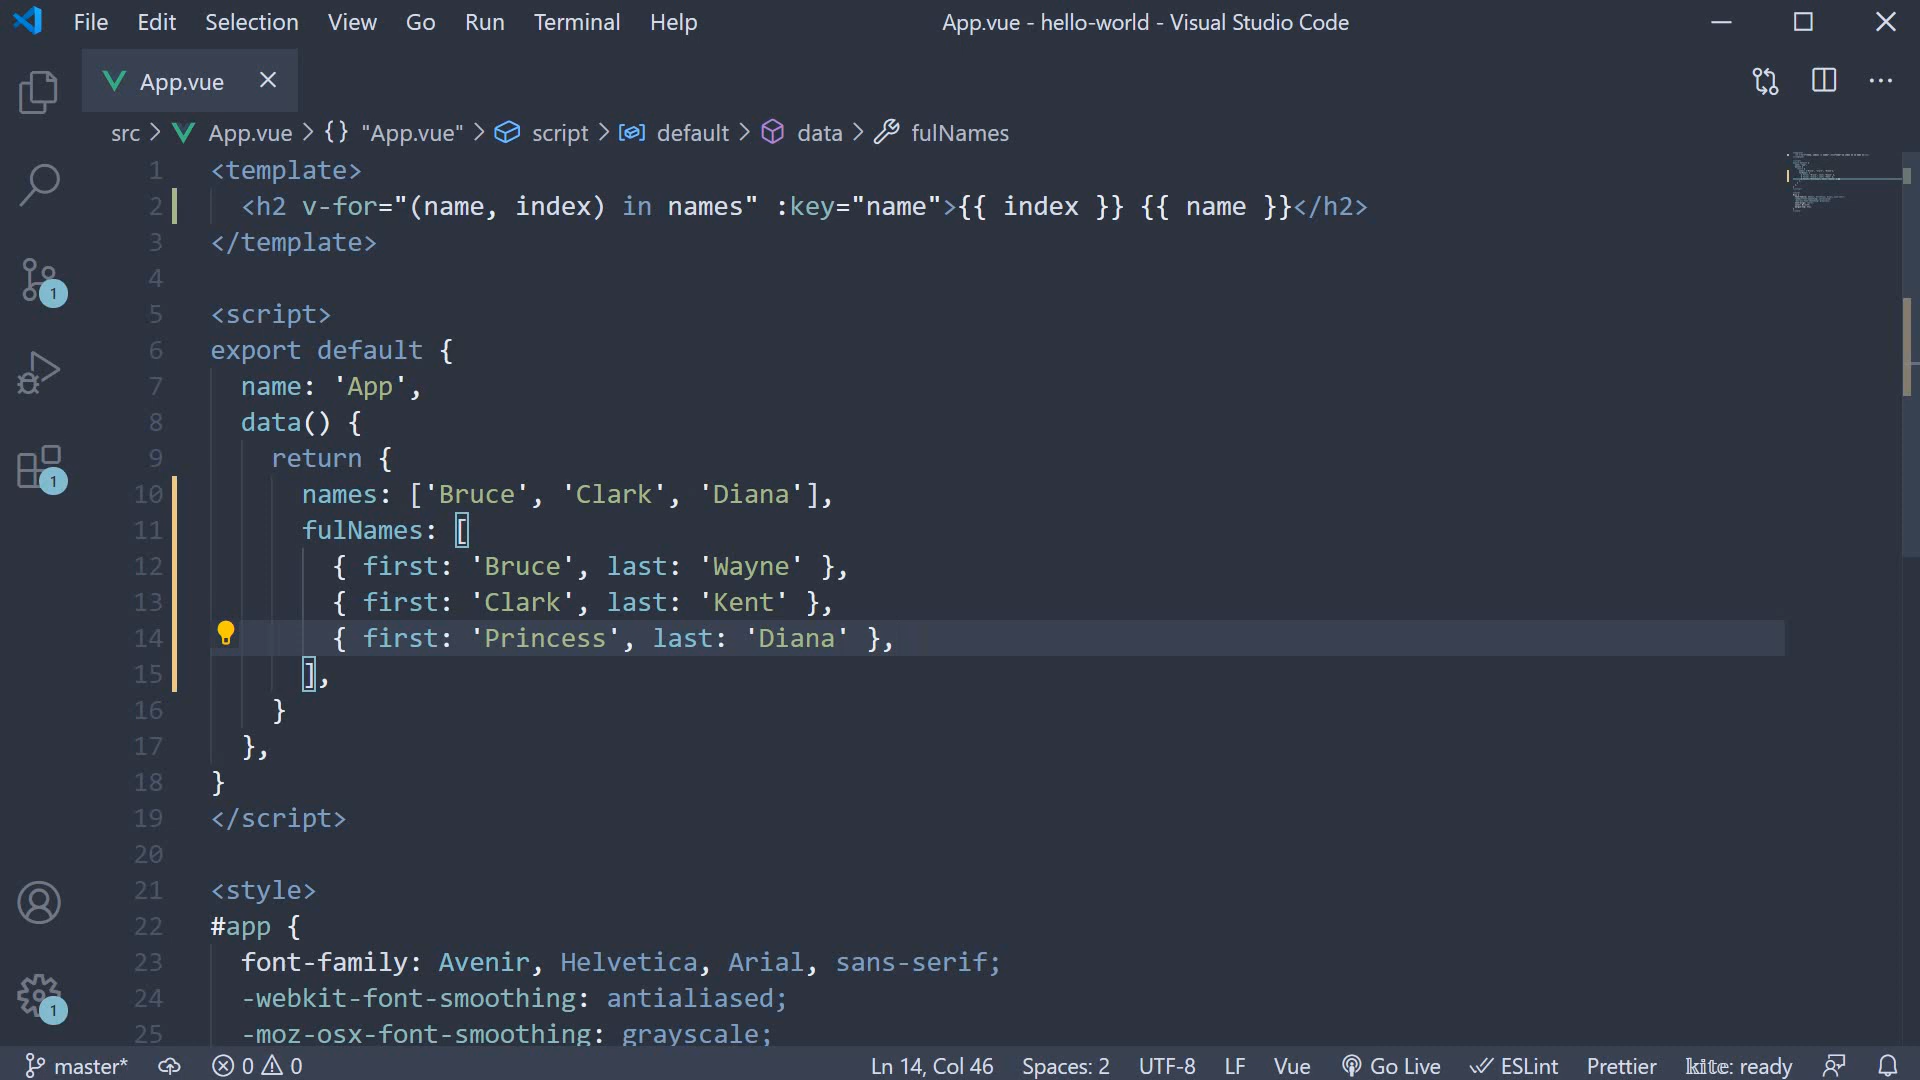 File Edit Selection View Go Run Terminal Help App.vue - hello-world - Visual Studio Code
App.vue
src > App.vue > {} "App.vue" > script > default > data > fulNames
1 <template>
2   <h2 v-for="(name, index) in names" :key="name">{{ index }} {{ name }}</h2>
3 </template>
4
5 <script>
6 export default {
7   name: 'App',
8   data() {
9     return {
10       names: ['Bruce', 'Clark', 'Diana'],
11       fulNames: [
12         { first: 'Bruce', last: 'Wayne' },
13         { first: 'Clark', last: 'Kent' },
14         { first: 'Princess', last: 'Diana' },
15       ],
16     }
17   },
18 }
19 </script>
20
21 <style>
22 #app {
23   font-family: Avenir, Helvetica, Arial, sans-serif;
24   -webkit-font-smoothing: antialiased;
25   -moz-osx-font-smoothing: grayscale;
1
1
1
master* 0 0 Ln 14, Col 46 Spaces: 2 UTF-8 LF Vue Go Live ESLint Prettier kite: ready